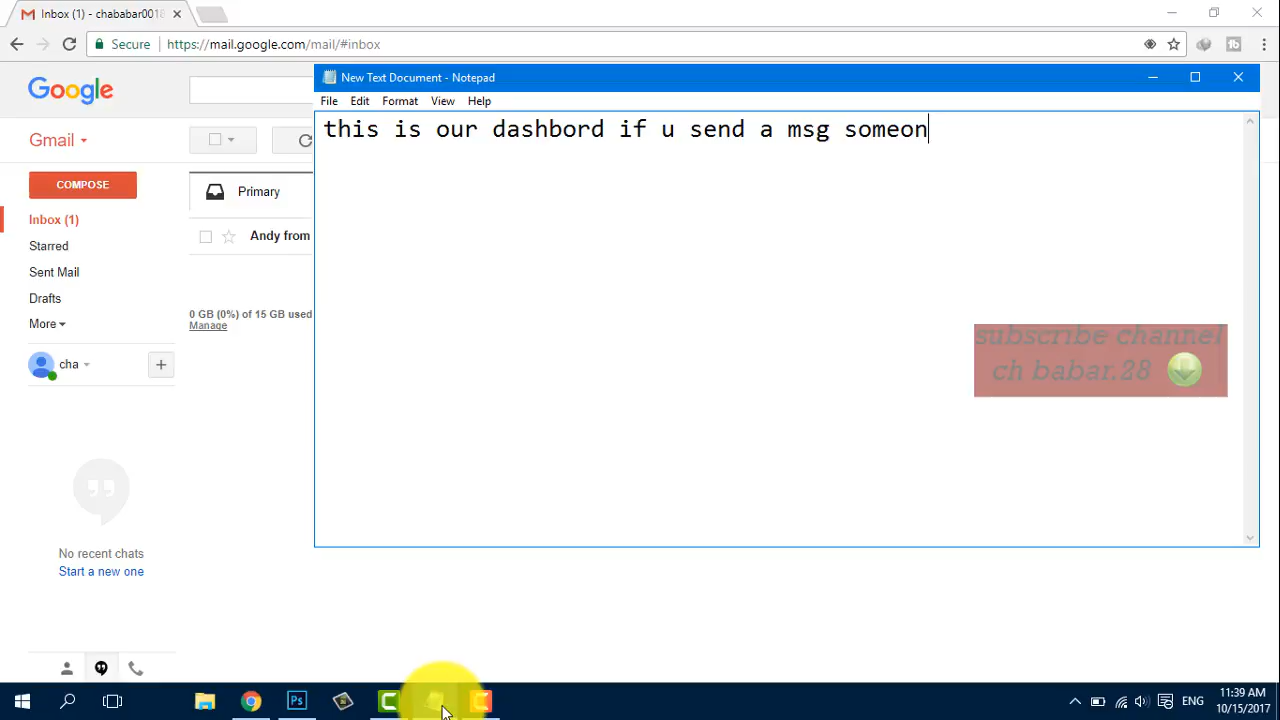 Inbox (1) - chababar0018
Secure
https://mail.google.com/mail/#inbox
New Text Document - Notepad
File Edit Format View Help
this is our dashbord if u send a msg someon
Google
Gmail
COMPOSE
Inbox (1)
Starred
Sent Mail
Drafts
More
cha
Primary
Andy from
0 GB (0%) of 15 GB used
Manage
subscribe channel
ch babar.28
No recent chats
Start a new one
Ps
ENG
11:39 AM
10/15/2017